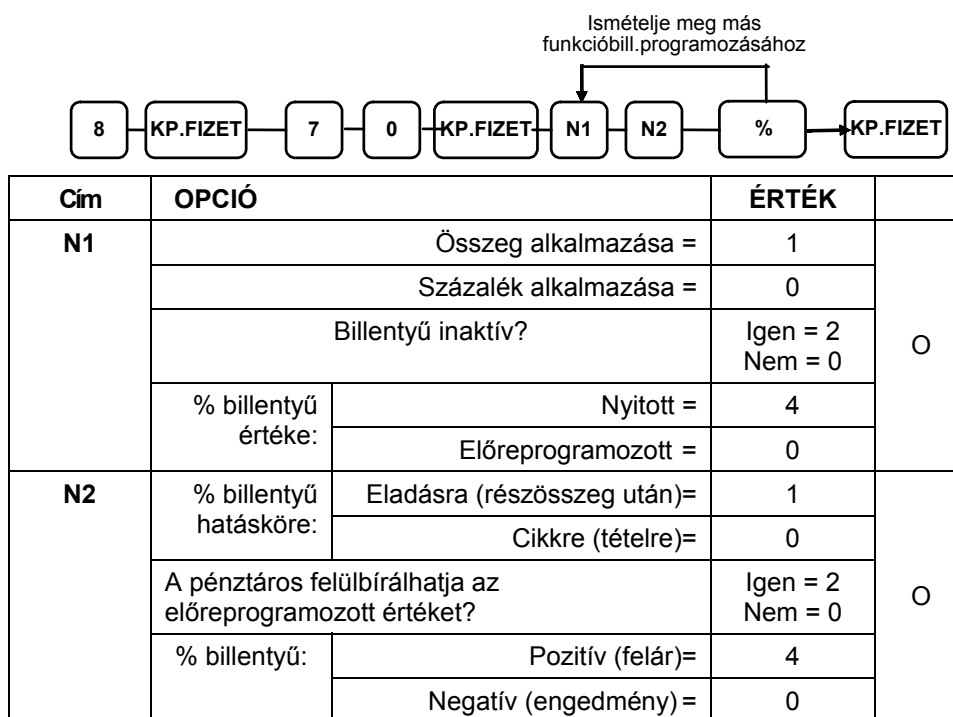 Ismételje meg más
funkcióbill.programozásához
8 KP.FIZET 7 0 KP.FIZET N1 N2 % KP.FIZET
Cím OPCIÓ ÉRTÉK
N1 Összeg alkalmazása = 1
Százalék alkalmazása = 0
Billentyű inaktív? Igen = 2
Nem = 0
O
% billentyű Nyitott = 4
értéke:
Előreprogramozott = 0
N2 % billentyű Eladásra (részösszeg után)= 1
hatásköre:
Cikkre (tételre)= 0
A pénztáros felülbírálhatja az Igen = 2
előreprogramozott értéket? Nem = 0
O
% billentyű: Pozitív (felár)= 4
Negatív (engedmény) = 0